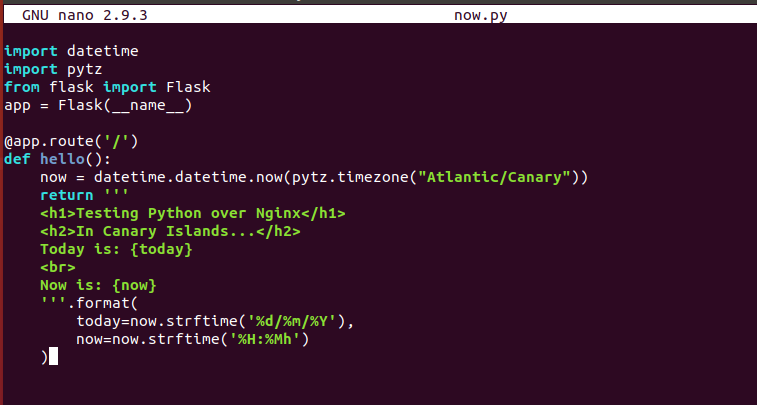 GNU nano 2.9.3 now.py
import datetime
import pytz
from flask import Flask
app = Flask(__name__)
@app.route('/')
def hello():
    now = datetime.datetime.now(pytz.timezone("Atlantic/Canary"))
    return '''
    <h1>Testing Python over Nginx</h1>
    <h2>In Canary Islands...</h2>
    Today is: {today}
    <br>
    Now is: {now}
    '''.format(
        today=now.strftime('%d/%m/%Y'),
        now=now.strftime('%H:%Mh')
    )